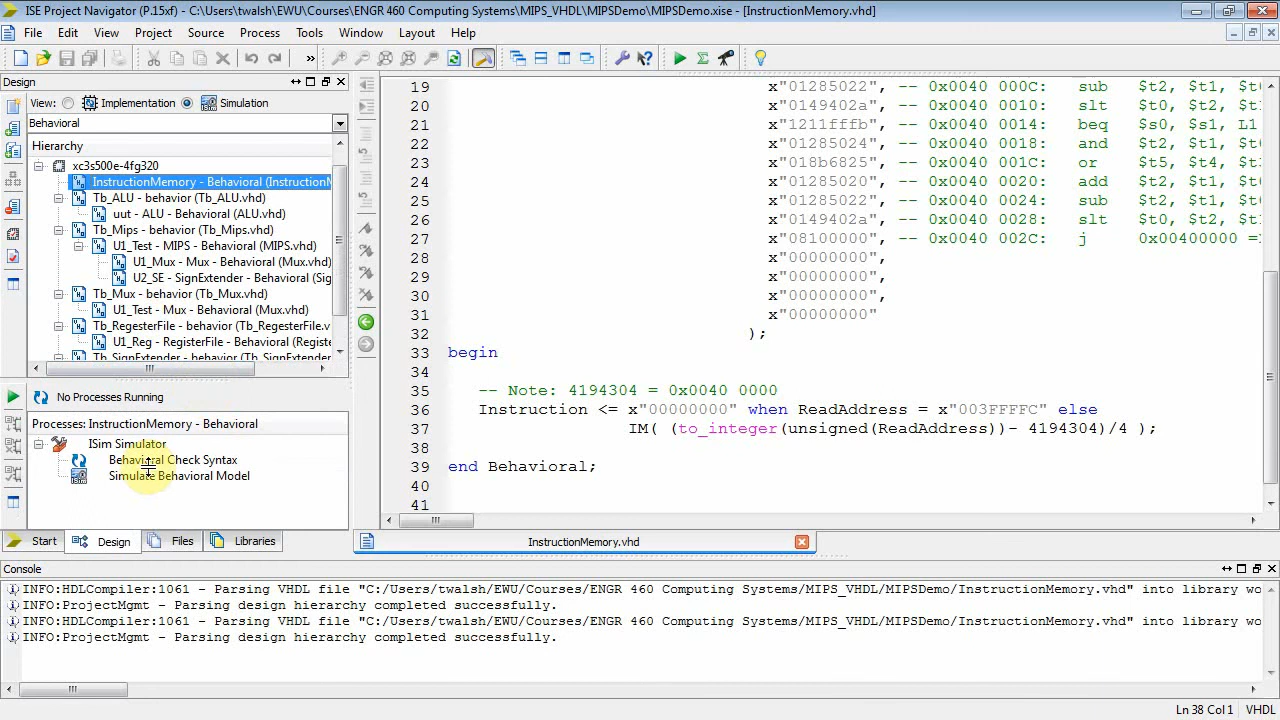 ISE Project Navigator (P.15xf) - C:\Users\twalsh\EWU\Courses\ENGR 460 Computing Systems\MIPS_VHDL\MIPSDemo\MIPSDemo.xise - [InstructionMemory.vhd]
File Edit View Project Source Process Tools Window Layout Help
Design
View: Implementation Simulation
Behavioral
Hierarchy
InstructionMemory - Behavioral (Instruction
Tb_ALU - behavior (Tb_ALU.vhd)
uut - ALU - Behavioral (ALU.vhd)
Tb_Mips - behavior (Tb_Mips.vhd)
U1_Test - MIPS - Behavioral (MIPS.vhd)
U1_Mux - Mux - Behavioral (Mux.vhd)
U2_SE - SignExtender - Behavioral (Sig
Tb_Mux - behavior (Tb_Mux.vhd)
U1_Test - Mux - Behavioral (Mux.vhd)
Tb_RegesterFile - behavior (Tb_RegesterFile.v
U1_Reg - RegisterFile - Behavioral (Register
Tb_SignExtender - behavior (Tb_SignExtender
No Processes Running
Processes: InstructionMemory - Behavioral
ISim Simulator
Behavioral Check Syntax
Simulate Behavioral Model
Start Design Files Libraries
19 x"01285022", -- 0x0040 000C: sub $t2, $t1, $t
20 x"0149402a", -- 0x0040 0010: slt $t0, $t2, $t
21 x"1211fffb", -- 0x0040 0014: beq $s0, $s1, L1
22 x"01285024", -- 0x0040 0018: and $t2, $t1, $t
23 x"018b6825", -- 0x0040 001C: or $t5, $t4, $t
24 x"01285020", -- 0x0040 0020: add $t2, $t1, $t
25 x"01285022", -- 0x0040 0024: sub $t2, $t1, $t
26 x"0149402a", -- 0x0040 0028: slt $t0, $t2, $t
27 x"08100000", -- 0x0040 002C: j 0x00400000 =
28 x"00000000",
29 x"00000000",
30 x"00000000",
31 x"00000000"
32 );
33 begin
34
35 -- Note: 4194304 = 0x0040 0000
36 Instruction <= x"00000000" when ReadAddress = x"003FFFFC" else
37 IM( (to_integer(unsigned(ReadAddress))- 4194304)/4 );
38
39 end Behavioral;
40
41
InstructionMemory.vhd
Console
INFO:HDLCompiler:1061 - Parsing VHDL file "C:/Users/twalsh/EWU/Courses/ENGR 460 Computing Systems/MIPS_VHDL/MIPSDemo/InstructionMemory.vhd" into library wo
INFO:ProjectMgmt - Parsing design hierarchy completed successfully.
INFO:HDLCompiler:1061 - Parsing VHDL file "C:/Users/twalsh/EWU/Courses/ENGR 460 Computing Systems/MIPS_VHDL/MIPSDemo/InstructionMemory.vhd" into library wo
INFO:ProjectMgmt - Parsing design hierarchy completed successfully.
Ln 38 Col 1 VHDL